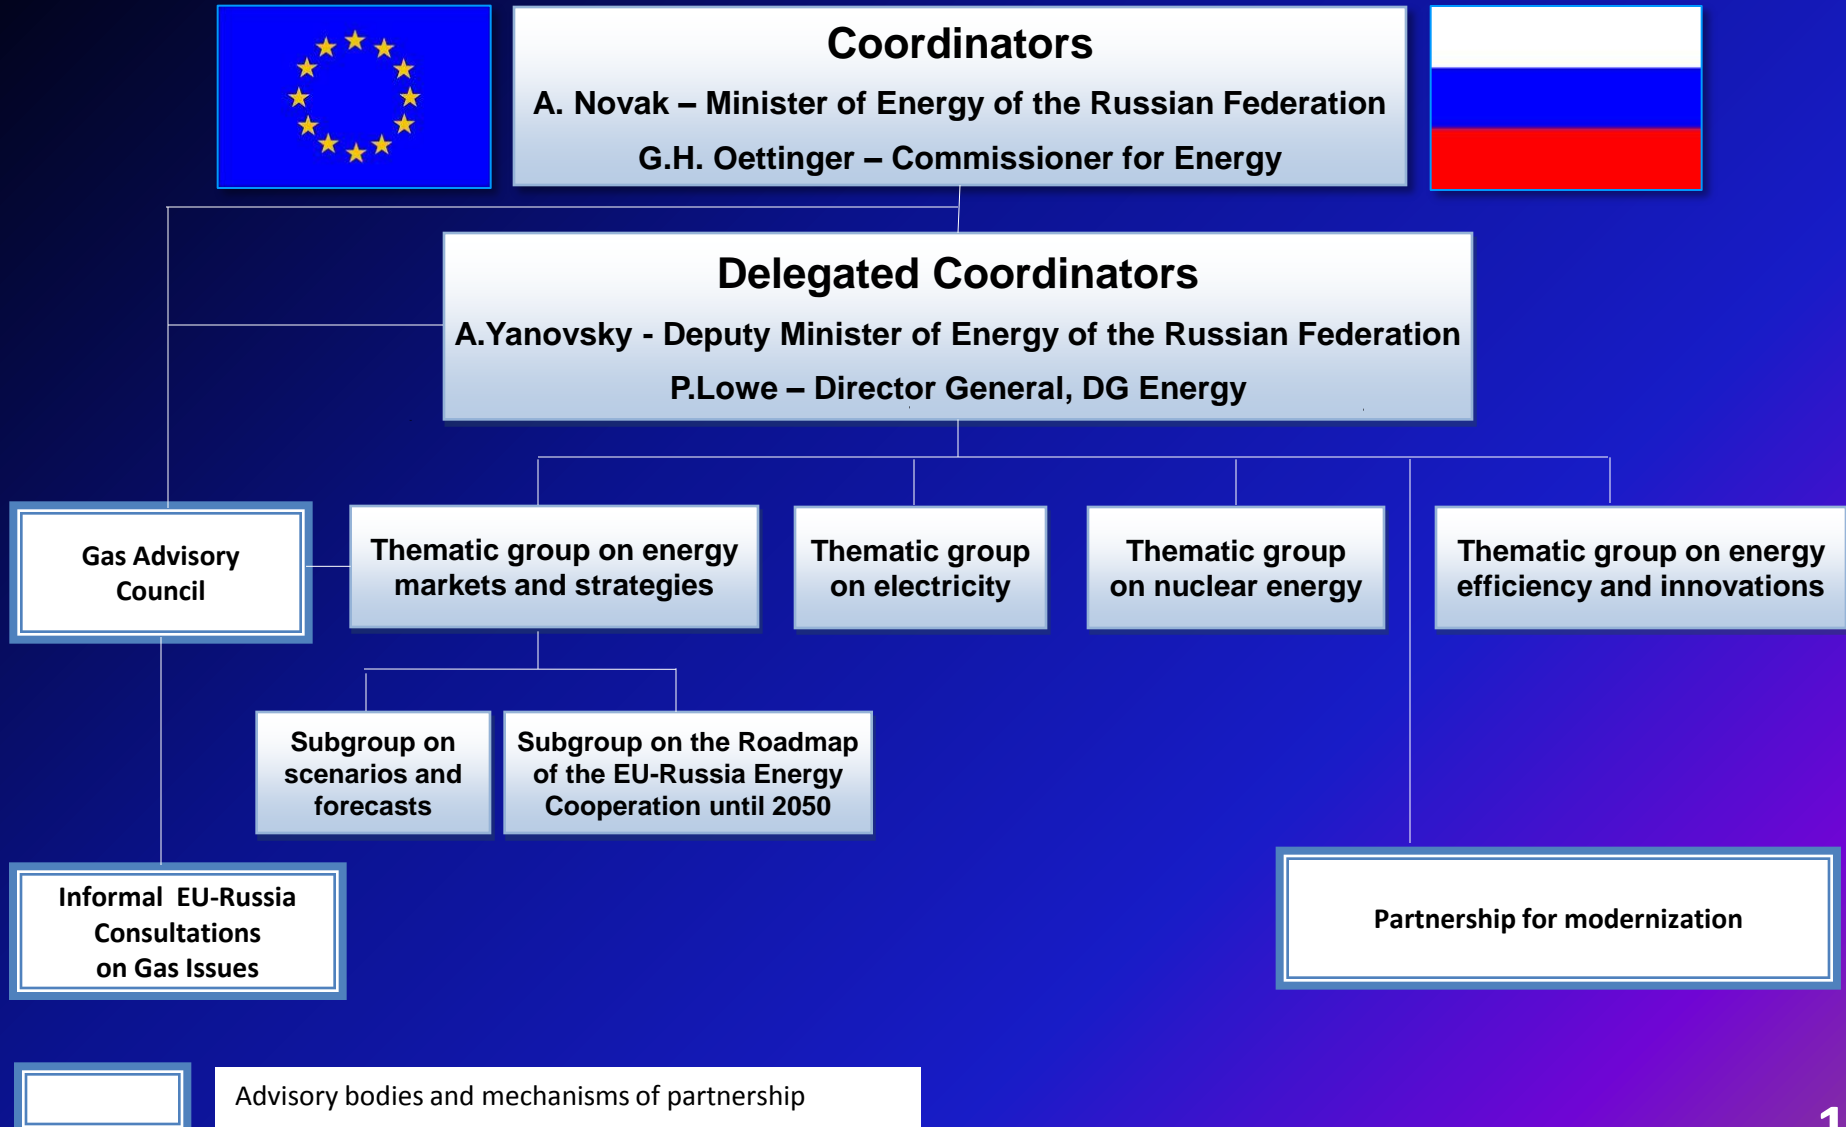 Coordinators
A. Novak – Minister of Energy of the Russian Federation
G.H. Oettinger – Commissioner for Energy
Delegated Coordinators
A.Yanovsky - Deputy Minister of Energy of the Russian Federation
P.Lowe – Director General, DG Energy
Gas Advisory
Council
Thematic group on energy
markets and strategies
Thematic group
on electricity
Thematic group
on nuclear energy
Thematic group on energy
efficiency and innovations
Subgroup on
scenarios and
forecasts
Subgroup on the Roadmap
of the EU-Russia Energy
Cooperation until 2050
Informal EU-Russia
Consultations
on Gas Issues
Partnership for modernization
Advisory bodies and mechanisms of partnership
1